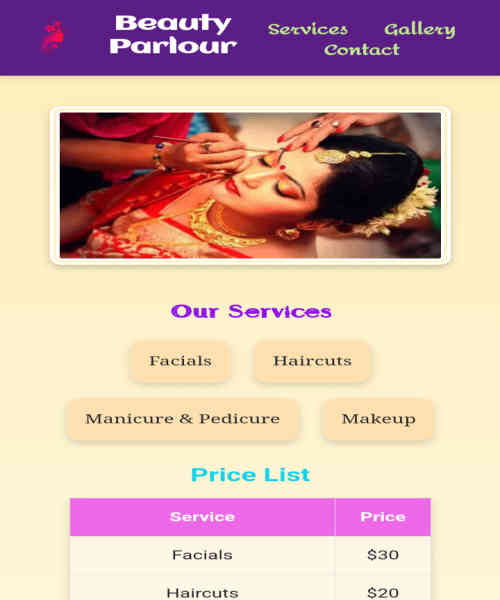 Beauty
Parlour
Services Gallery
Contact
Our Services
Facials Haircuts
Manicure & Pedicure Makeup
Price List
Service Price
Facials $30
Haircuts $20